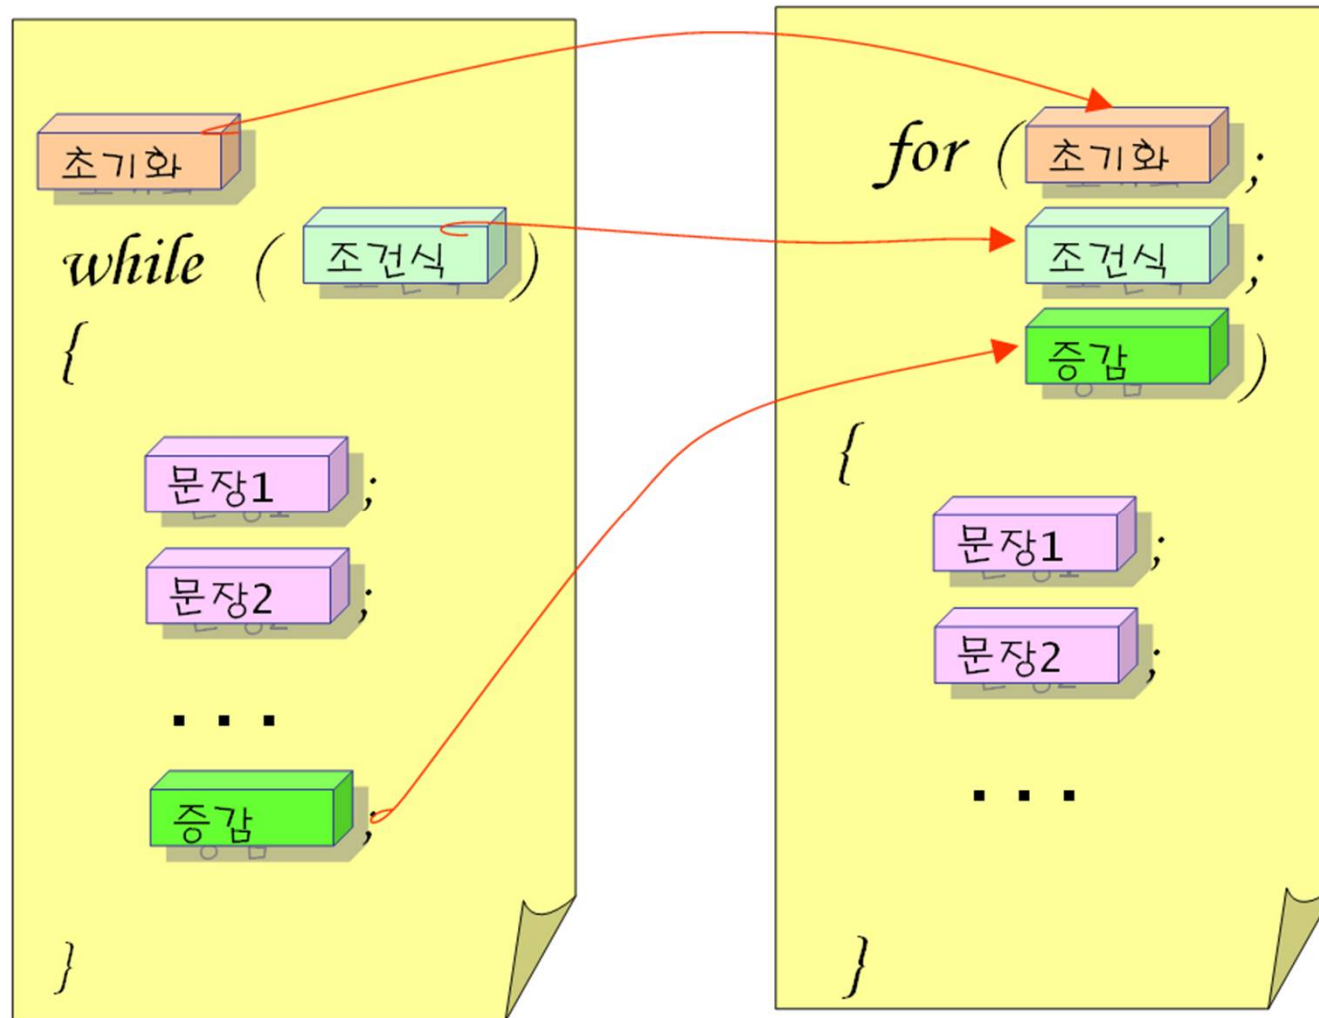 초기화
while ( 조건식 )
{
문장1 ;
문장2 ;
...
증감 ;
}
for ( 초기화 ;
조건식 ;
증감 )
{
문장1 ;
문장2 ;
...
}